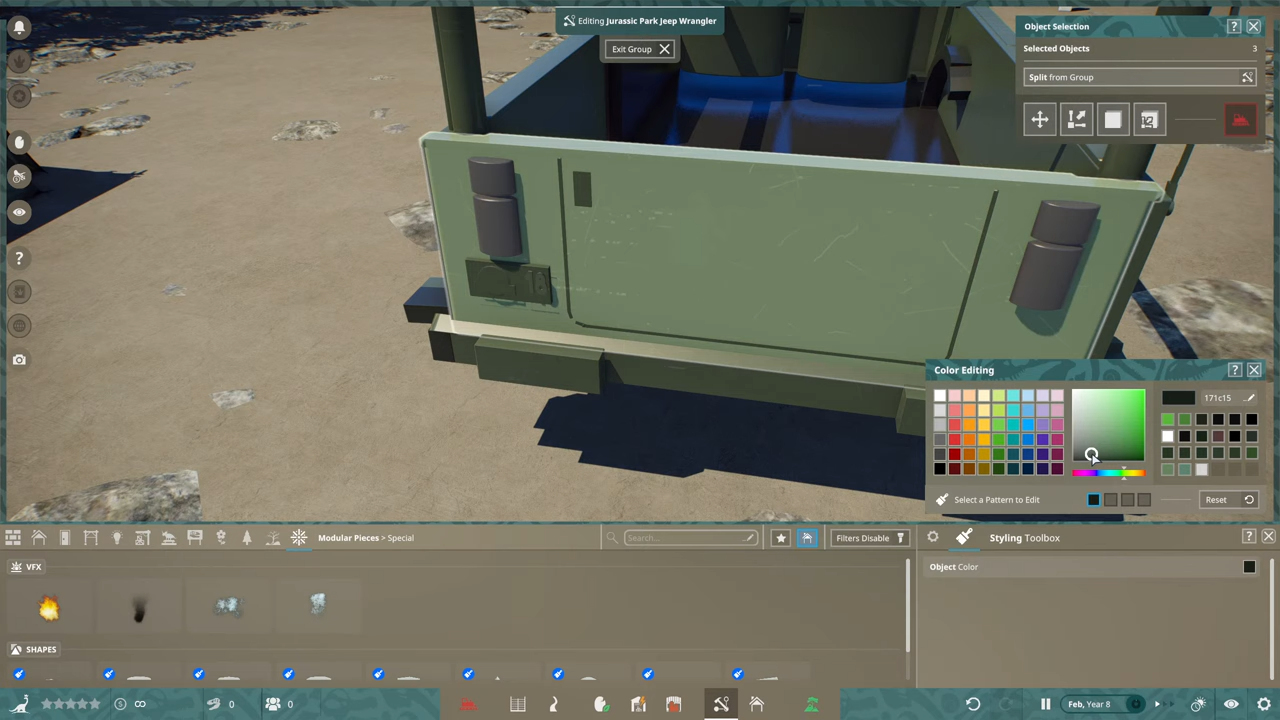 Editing Jurassic Park Jeep Wrangler
Exit Group
Object Selection
?
Selected Objects 3
Split from Group
Color Editing
?
171c15
Select a Pattern to Edit
Reset
Modular Pieces > Special
Search...
Filters Disable
Styling Toolbox
?
VFX
Object Color
SHAPES
?
0
0
Feb, Year 8